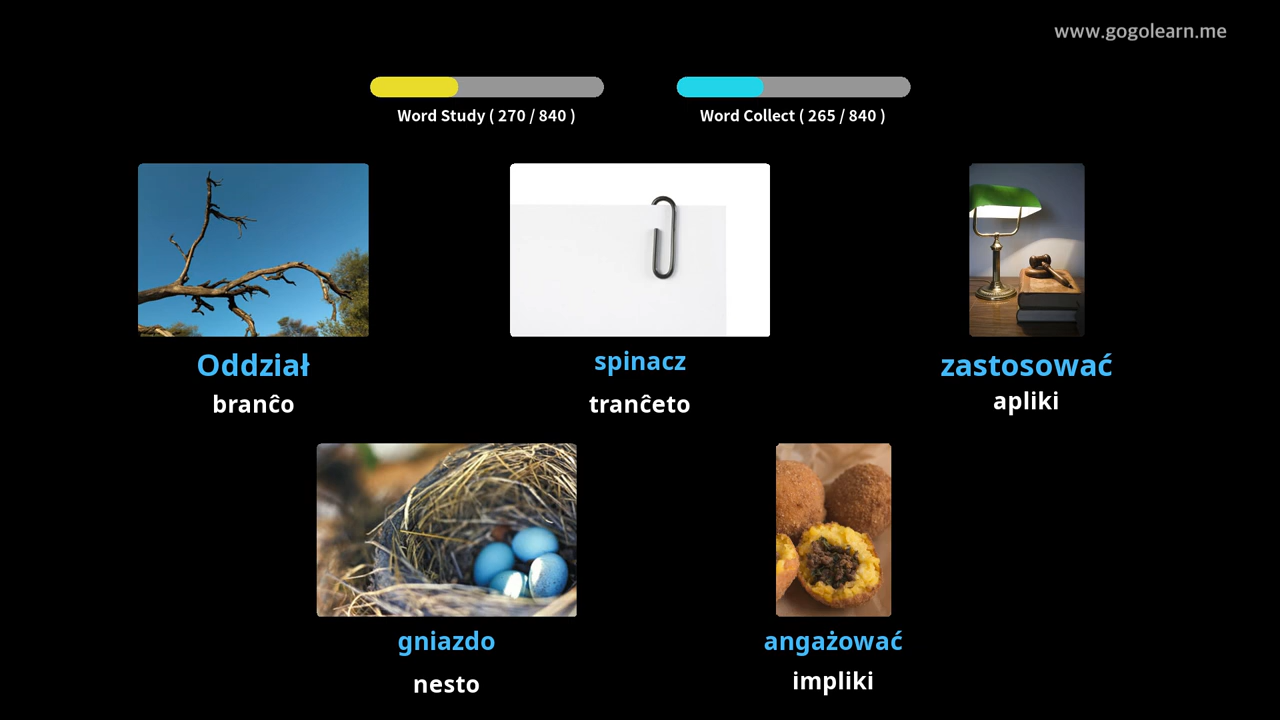 www.gogolearn.me
Word Study ( 270 / 840 )
Word Collect ( 265 / 840 )
Oddział
branĉo
spinacz
tranĉeto
zastosować
apliki
gniazdo
nesto
angażować
impliki